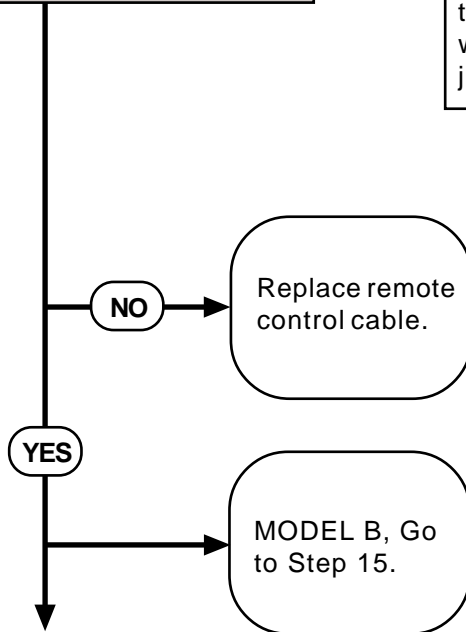 t
w
j
NO
Replace remote
control cable.
YES
MODEL B, Go
to Step 15.